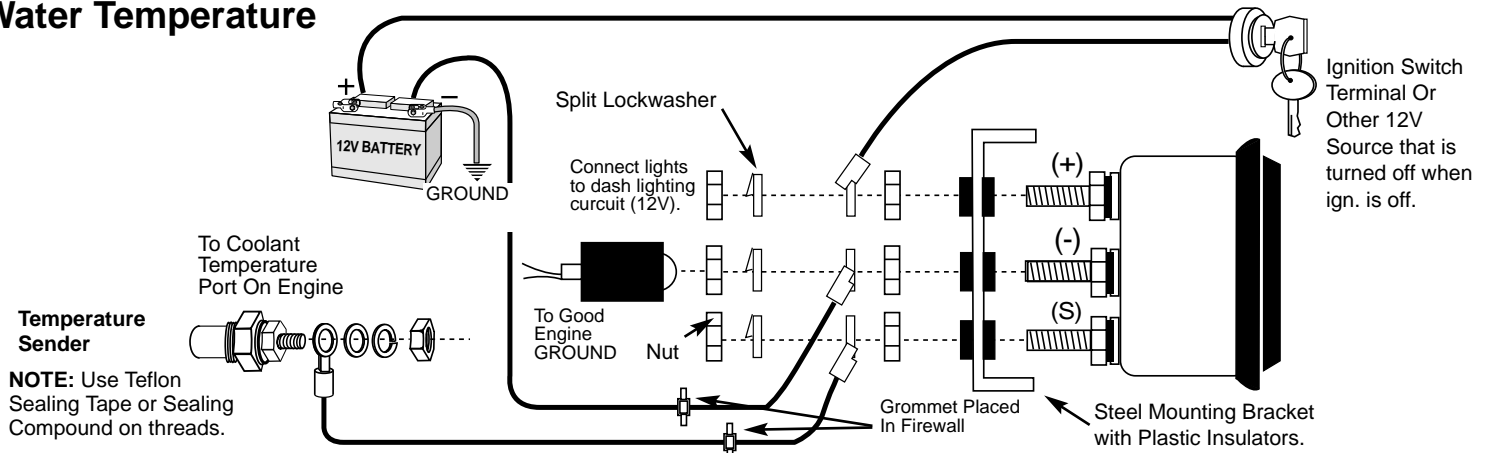 Water Temperature
+
–
12V BATTERY
GROUND
Split Lockwasher
Connect lights
to dash lighting
curcuit (12V).
Ignition Switch
Terminal Or
Other 12V
Source that is
turned off when
ign. is off.
(+)
(-)
(S)
To Coolant
Temperature
Port On Engine
Temperature
Sender
NOTE: Use Teflon
Sealing Tape or Sealing
Compound on threads.
To Good
Engine
GROUND
Nut
Grommet Placed
In Firewall
Steel Mounting Bracket
with Plastic Insulators.